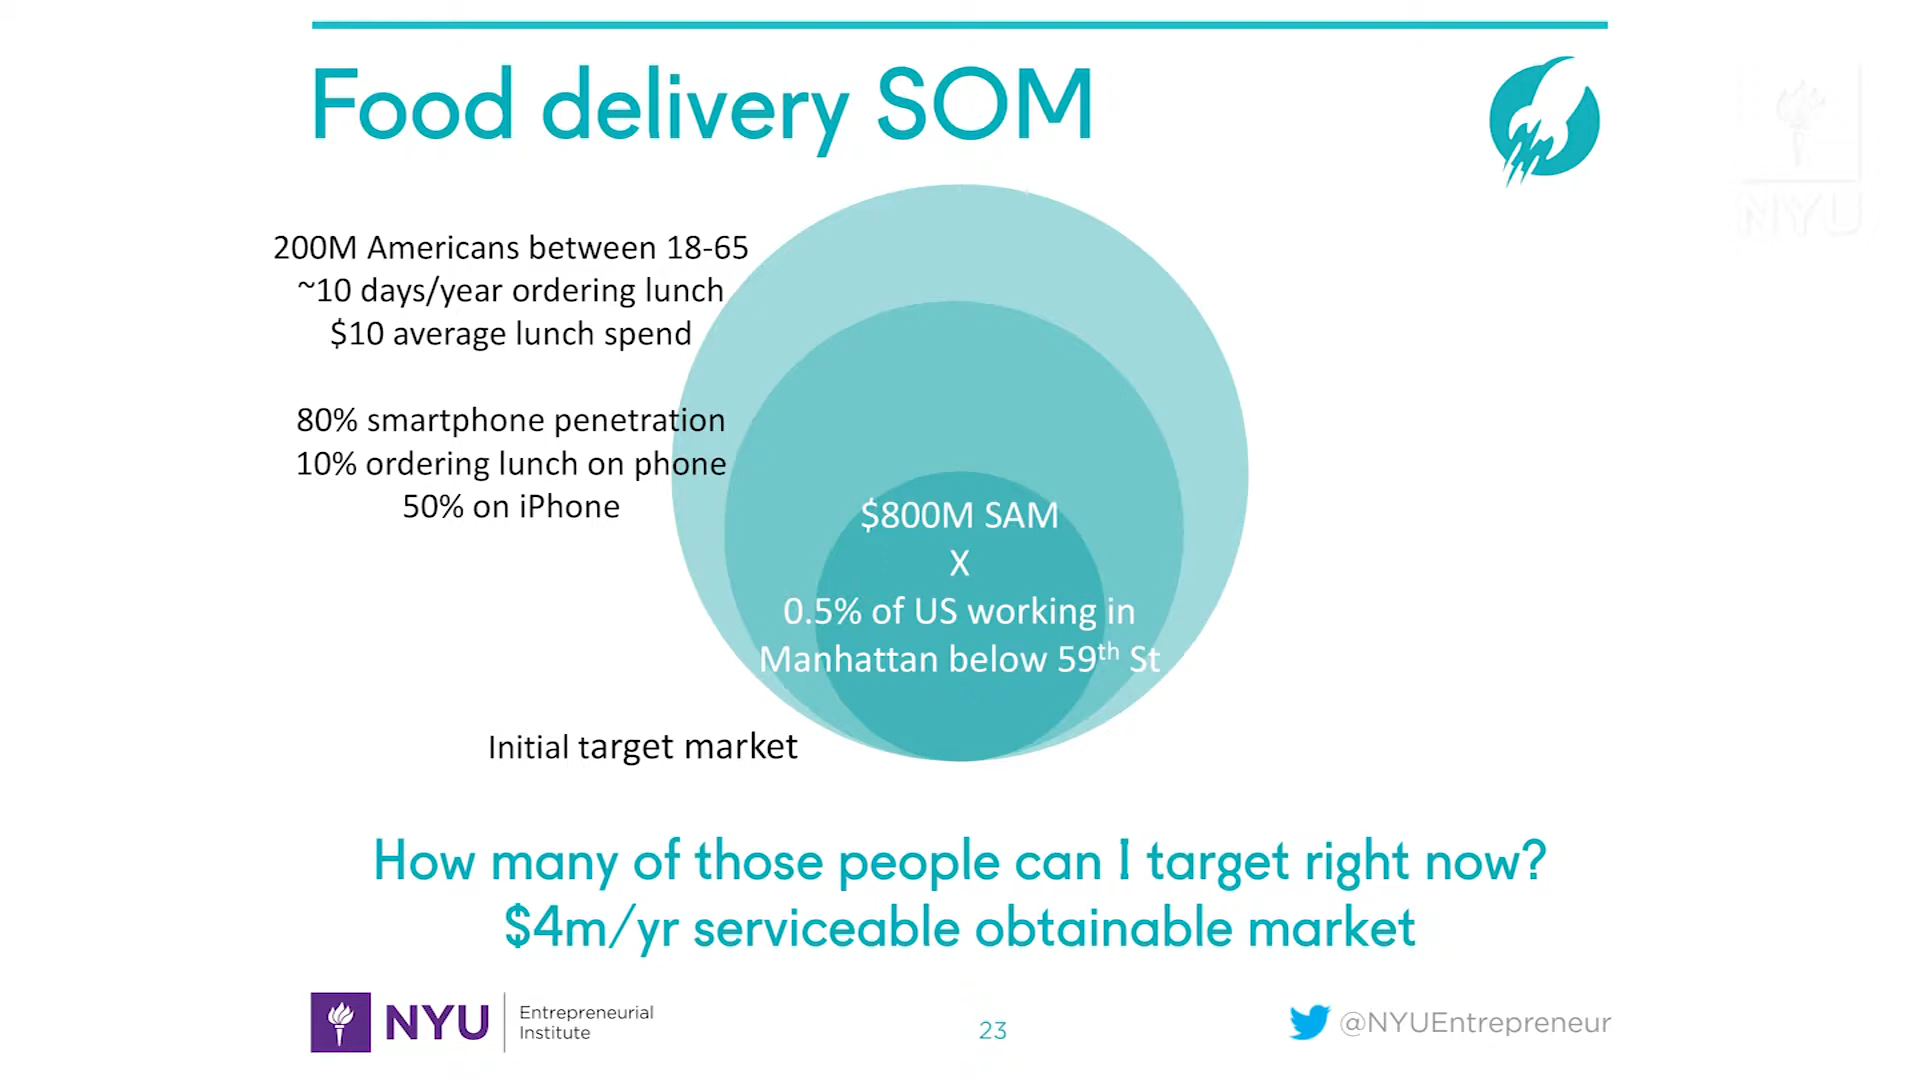 Food delivery SOM
NYU
200M Americans between 18-65
~10 days/year ordering lunch
$10 average lunch spend
80% smartphone penetration
10% ordering lunch on phone
50% on iPhone
$800M SAM
X
0.5% of US working in
Manhattan below 59th St
Initial target market
How many of those people can I target right now?
$4m/yr serviceable obtainable market
NYU
Entrepreneurial
Institute
23
@NYUEntrepreneur